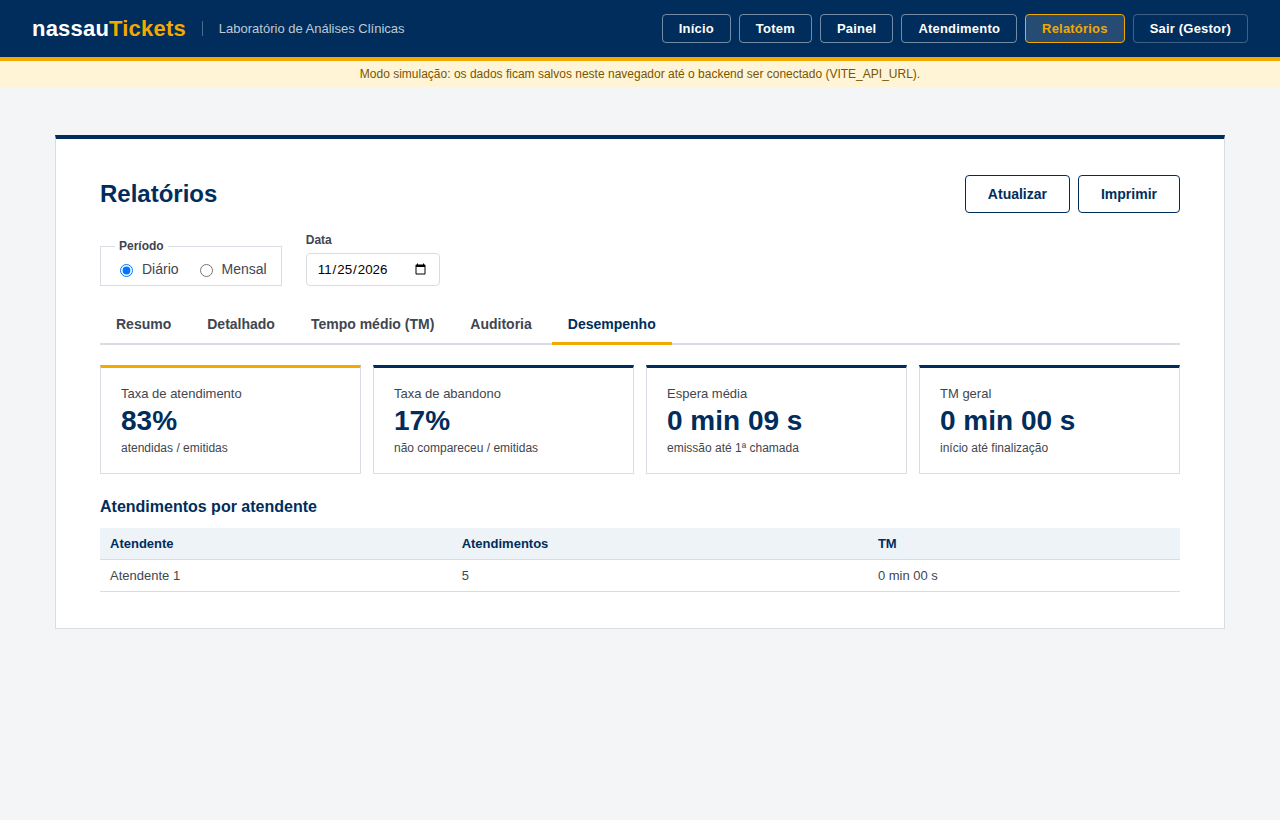 nassauTickets
Laboratório de Análises Clínicas
Início
Totem
Painel
Atendimento
Relatórios
Sair (Gestor)
Modo simulação: os dados ficam salvos neste navegador até o backend ser conectado (VITE_API_URL).
Relatórios
Atualizar
Imprimir
Período
Diário
Mensal
Data
11/25/2026
Resumo
Detalhado
Tempo médio (TM)
Auditoria
Desempenho
Taxa de atendimento
83%
atendidas / emitidas
Taxa de abandono
17%
não compareceu / emitidas
Espera média
0 min 09 s
emissão até 1ª chamada
TM geral
0 min 00 s
início até finalização
Atendimentos por atendente
Atendente Atendimentos TM
Atendente 1 5 0 min 00 s